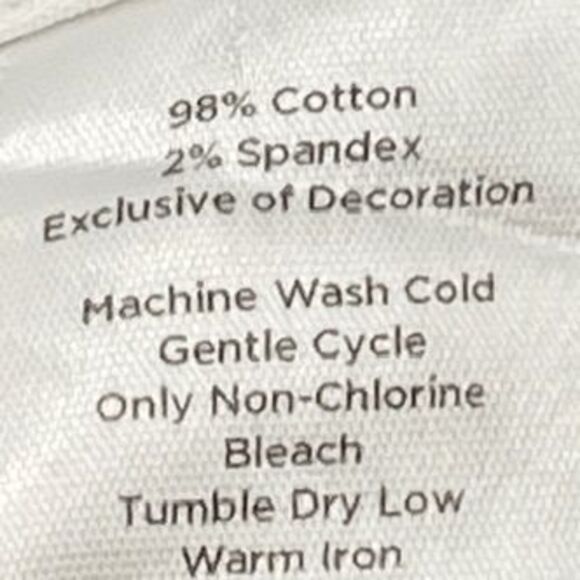 98% Cotton
2% Spandex
Exclusive of Decoration
Machine Wash Cold
Gentle Cycle
Only Non-Chlorine
Bleach
Tumble Dry Low
Warm Iron